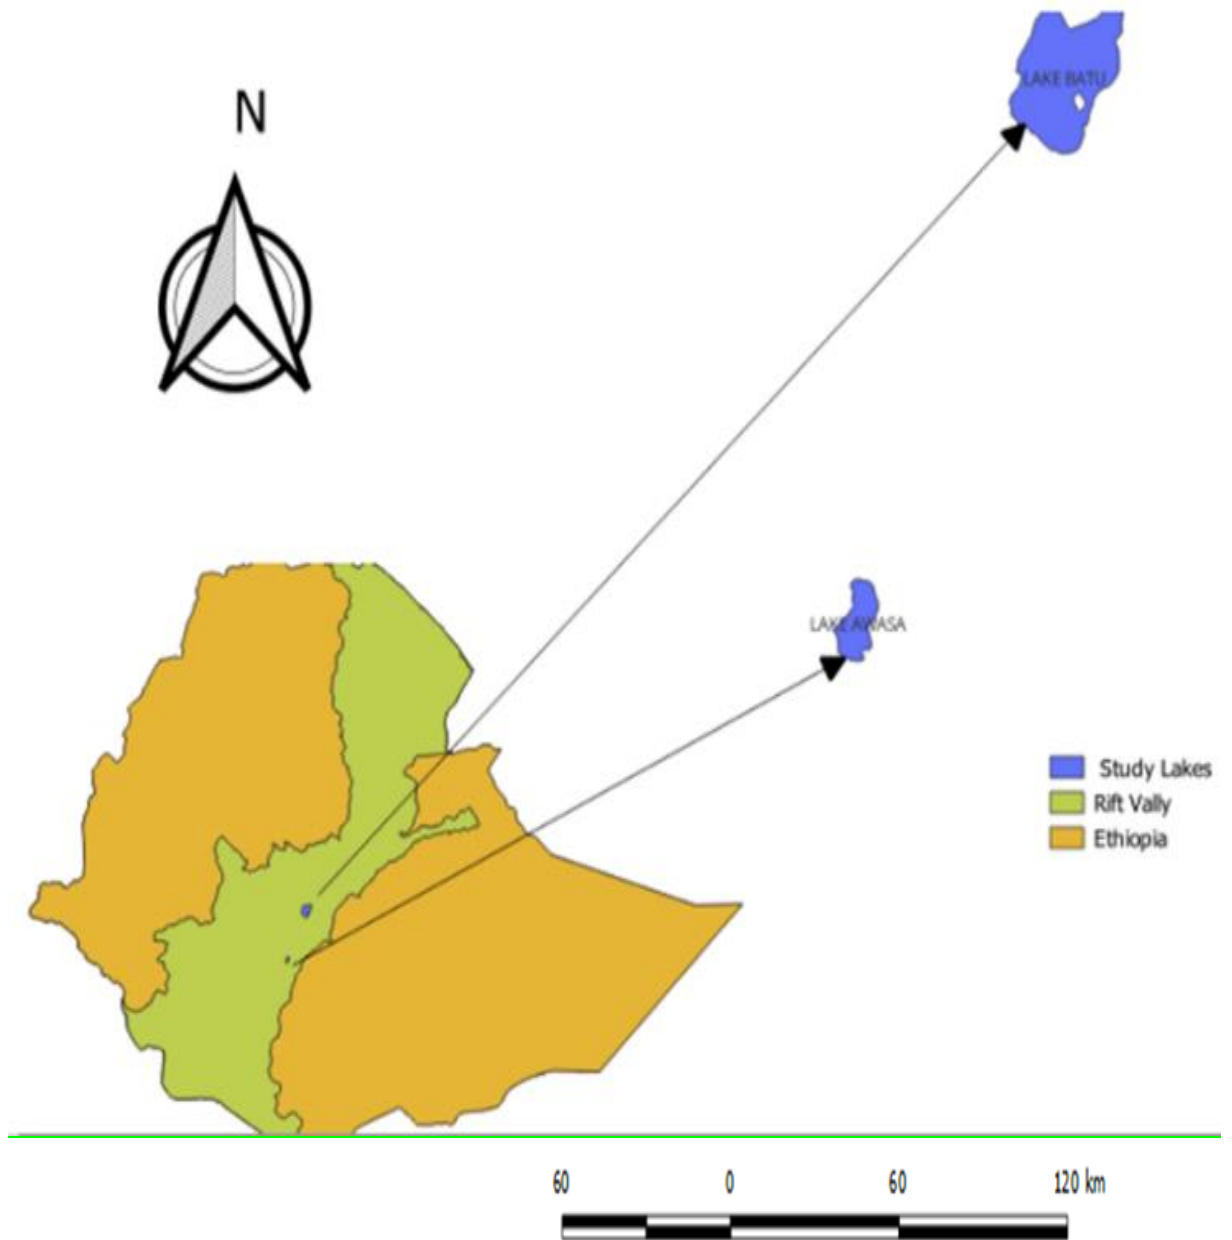 LAKE BATU
N
LAKE AWASA
Study Lakes
Rift Vally
Ethiopia
60 0 60 120 km